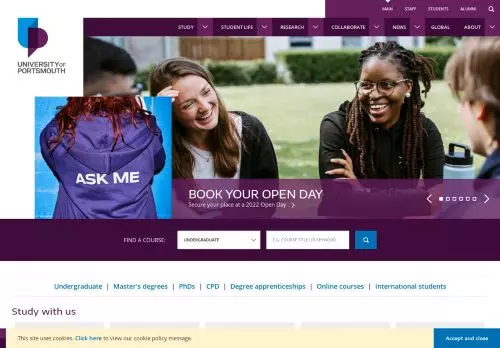 MAIN STAFF STUDENTS ALUMNI
STUDY STUDENT LIFE RESEARCH COLLABORATE NEWS GLOBAL ABOUT
UNIVERSITY OF
PORTSMOUTH
ASK ME
BOOK YOUR OPEN DAY
Secure your place at a 2022 Open Day
FIND A COURSE: UNDERGRADUATE E.G. COURSE TITLE OR KEYWORD
Undergraduate | Master's degrees | PhDs | CPD | Degree apprenticeships | Online courses | International students
Study with us
This site uses cookies. Click here to view our cookie policy message. Accept and close